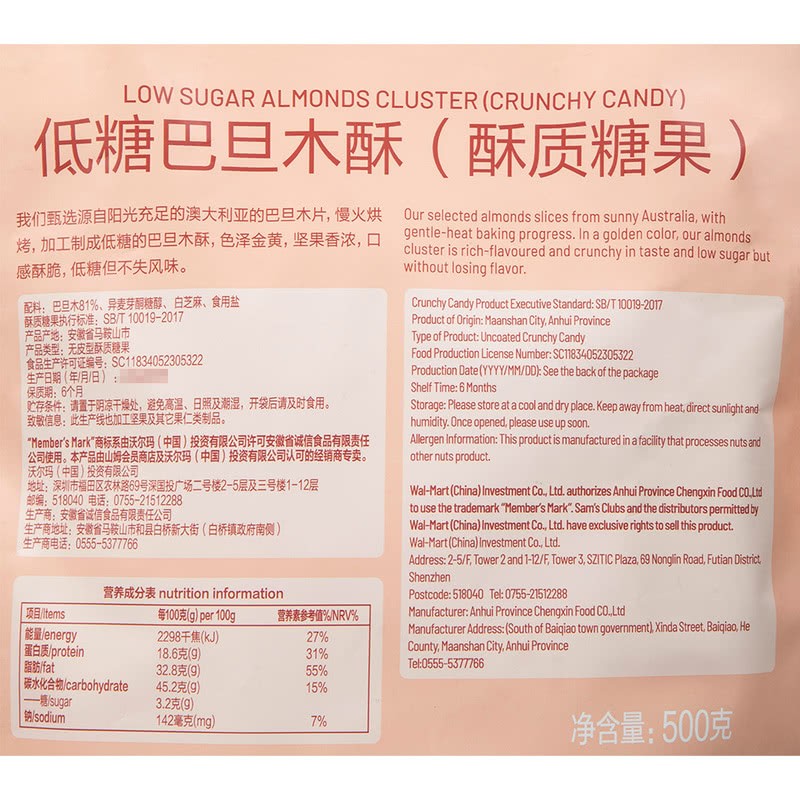 LOW SUGAR ALMONDS CLUSTER (CRUNCHY CANDY)
低糖巴旦木酥（酥质糖果）
我们甄选源自阳光充足的澳大利亚的巴旦木片，慢火烘
烤，加工制成低糖的巴旦木酥，色泽金黄，坚果香浓，口
感酥脆，低糖但不失风味。
Our selected almonds slices from sunny Australia, with
gentle-heat baking progress. In a golden color, our almonds
cluster is rich-flavoured and crunchy in taste and low sugar but
without losing flavor.
配料：巴旦木81%、异麦芽酮糖醇、白芝麻、食用盐
酥质糖果执行标准：SB/T 10019-2017
产品产地：安徽省马鞍山市
产品类型：无皮型酥质糖果
食品生产许可证编号：SC11834052305322
生产日期（年/月/日）：
保质期：6个月
贮存条件：请置于阴凉干燥处，避免高温、日照及潮湿，开袋后请及时食用。
致敏信息：此生产线也加工坚果及其它果仁类制品。
“Member's Mark”商标系由沃尔玛（中国）投资有限公司许可安徽省诚信食品有限责任
公司使用。本产品由山姆会员商店及沃尔玛（中国）投资有限公司认可的经销商专卖。
沃尔玛（中国）投资有限公司
地址：深圳市福田区农林路69号深国投广场二号楼2-5层及三号楼1-12层
邮编：518040 电话：0755-21512288
生产商：安徽省诚信食品有限责任公司
生产商地址：安徽省马鞍山市和县白桥新大街（白桥镇政府南侧）
生产商电话：0555-5377766
Crunchy Candy Product Executive Standard: SB/T 10019-2017
Product of Origin: Maanshan City, Anhui Province
Type of Product: Uncoated Crunchy Candy
Food Production License Number: SC11834052305322
Production Date (YYYY/MM/DD): See the back of the package
Shelf Time: 6 Months
Storage: Please store at a cool and dry place. Keep away from heat, direct sunlight and
humidity. Once opened, please use up soon.
Allergen Information: This product is manufactured in a facility that processes nuts and
other nuts product.
Wal-Mart (China) Investment Co., Ltd. authorizes Anhui Province Chengxin Food CO.,Ltd
to use the trademark “Member's Mark”. Sam's Clubs and the distributors permitted by
Wal-Mart (China) Investment Co., Ltd. have exclusive rights to sell this product.
Wal-Mart (China) Investment Co., Ltd.
Address: 2-5/F, Tower 2 and 1-12/F, Tower 3, SZITIC Plaza, 69 Nonglin Road, Futian District,
Shenzhen
Postcode: 518040 Tel: 0755-21512288
Manufacturer: Anhui Province Chengxin Food CO.,Ltd
Manufacturer Address: (South of Baiqiao town government), Xinda Street, Baiqiao, He
County, Maanshan City, Anhui Province
Tel:0555-5377766
营养成分表 nutrition information
项目/Items 每100克(g) per 100g 营养素参考值%/NRV%
能量/energy 2298千焦(kJ) 27%
蛋白质/protein 18.6克(g) 31%
脂肪/fat 32.8克(g) 55%
碳水化合物/carbohydrate 45.2克(g) 15%
——糖/sugar 3.2克(g)
钠/sodium 142毫克(mg) 7%
净含量：500克